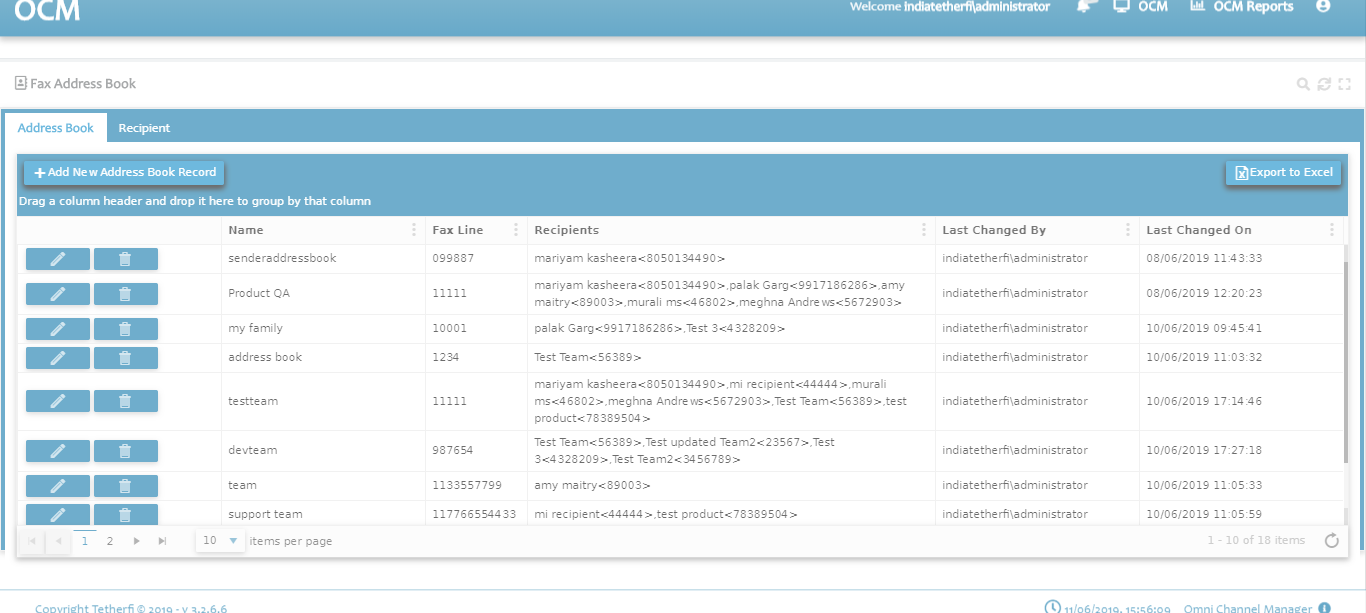 OCM
Welcome indiatetherfi\administrator OCM OCM Reports
Fax Address Book
Address Book Recipient
Add New Address Book Record Export to Excel
Drag a column header and drop it here to group by that column
Name Fax Line Recipients Last Changed By Last Changed On
senderaddressbook 099887 mariyam kasheera<8050134490> indiatetherfi\administrator 08/06/2019 11:43:33
Product QA 11111 mariyam kasheera<8050134490>,palak Garg<9917186286>,amy
maitry<89003>,murali ms<46802>,meghna Andrews<5672903> indiatetherfi\administrator 08/06/2019 12:20:23
my family 10001 palak Garg<9917186286>,Test 3<4328209> indiatetherfi\administrator 10/06/2019 09:45:41
address book 1234 Test Team<56389> indiatetherfi\administrator 10/06/2019 11:03:32
testteam 11111 mariyam kasheera<8050134490>,mi recipient<44444>,murali
ms<46802>,meghna Andrews<5672903>,Test Team<56389>,test
product<78389504> indiatetherfi\administrator 10/06/2019 17:14:46
devteam 987654 Test Team<56389>,Test updated Team2<23567>,Test
3<4328209>,Test Team2<3456789> indiatetherfi\administrator 10/06/2019 17:27:18
team 1133557799 amy maitry<89003> indiatetherfi\administrator 10/06/2019 11:05:33
support team 117766554433 mi recipient<44444>,test product<78389504> indiatetherfi\administrator 10/06/2019 11:05:59
1 2 10 items per page 1 - 10 of 18 items
Copyright Tetherfi © 2019 - v 3.2.6.6 11/06/2019, 15:56:09 Omni Channel Manager